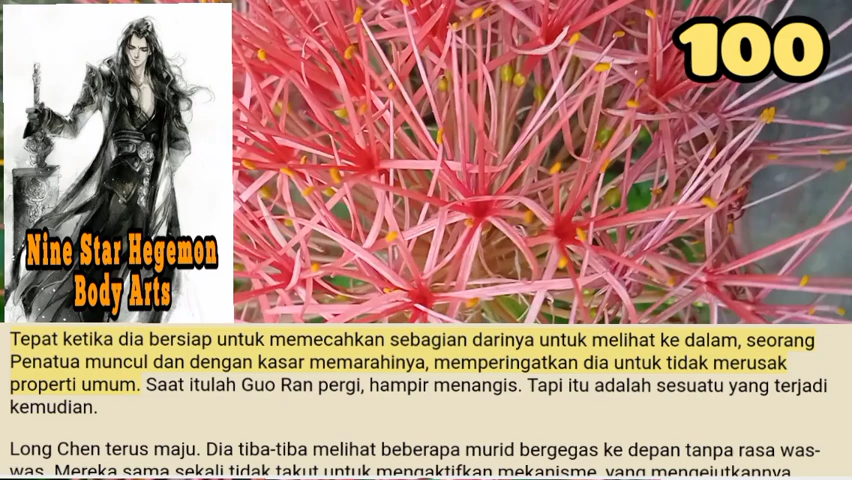 100
Nine Star Hegemon
Body Arts
Tepat ketika dia bersiap untuk memecahkan sebagian darinya untuk melihat ke dalam, seorang
Penatua muncul dan dengan kasar memarahinya, memperingatkan dia untuk tidak merusak
properti umum. Saat itulah Guo Ran pergi, hampir menangis. Tapi itu adalah sesuatu yang terjadi
kemudian.
Long Chen terus maju. Dia tiba-tiba melihat beberapa murid bergegas ke depan tanpa rasa was-
was. Mereka sama sekali tidak takut untuk mengaktifkan mekanisme, yang mengejutkannya.